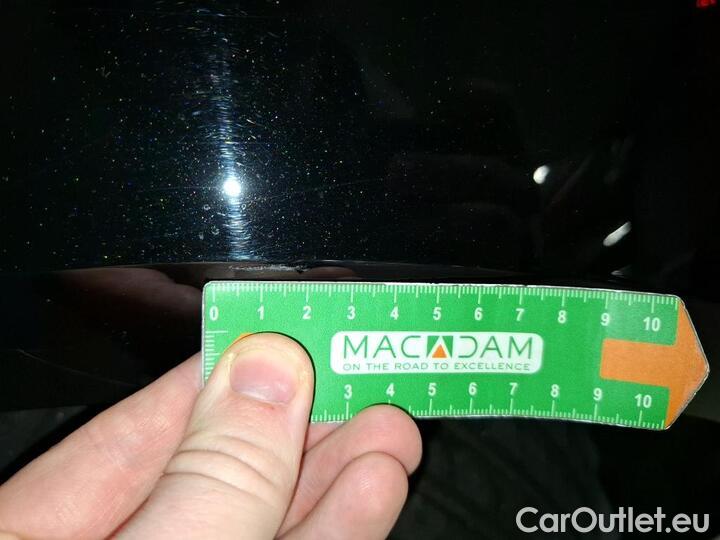 0 1 2 3 4 5 6 7 8 9 10
MACADAM
ON THE ROAD TO EXCELLENCE
3 4 5 6 7 8 9 10
CarOutlet.eu